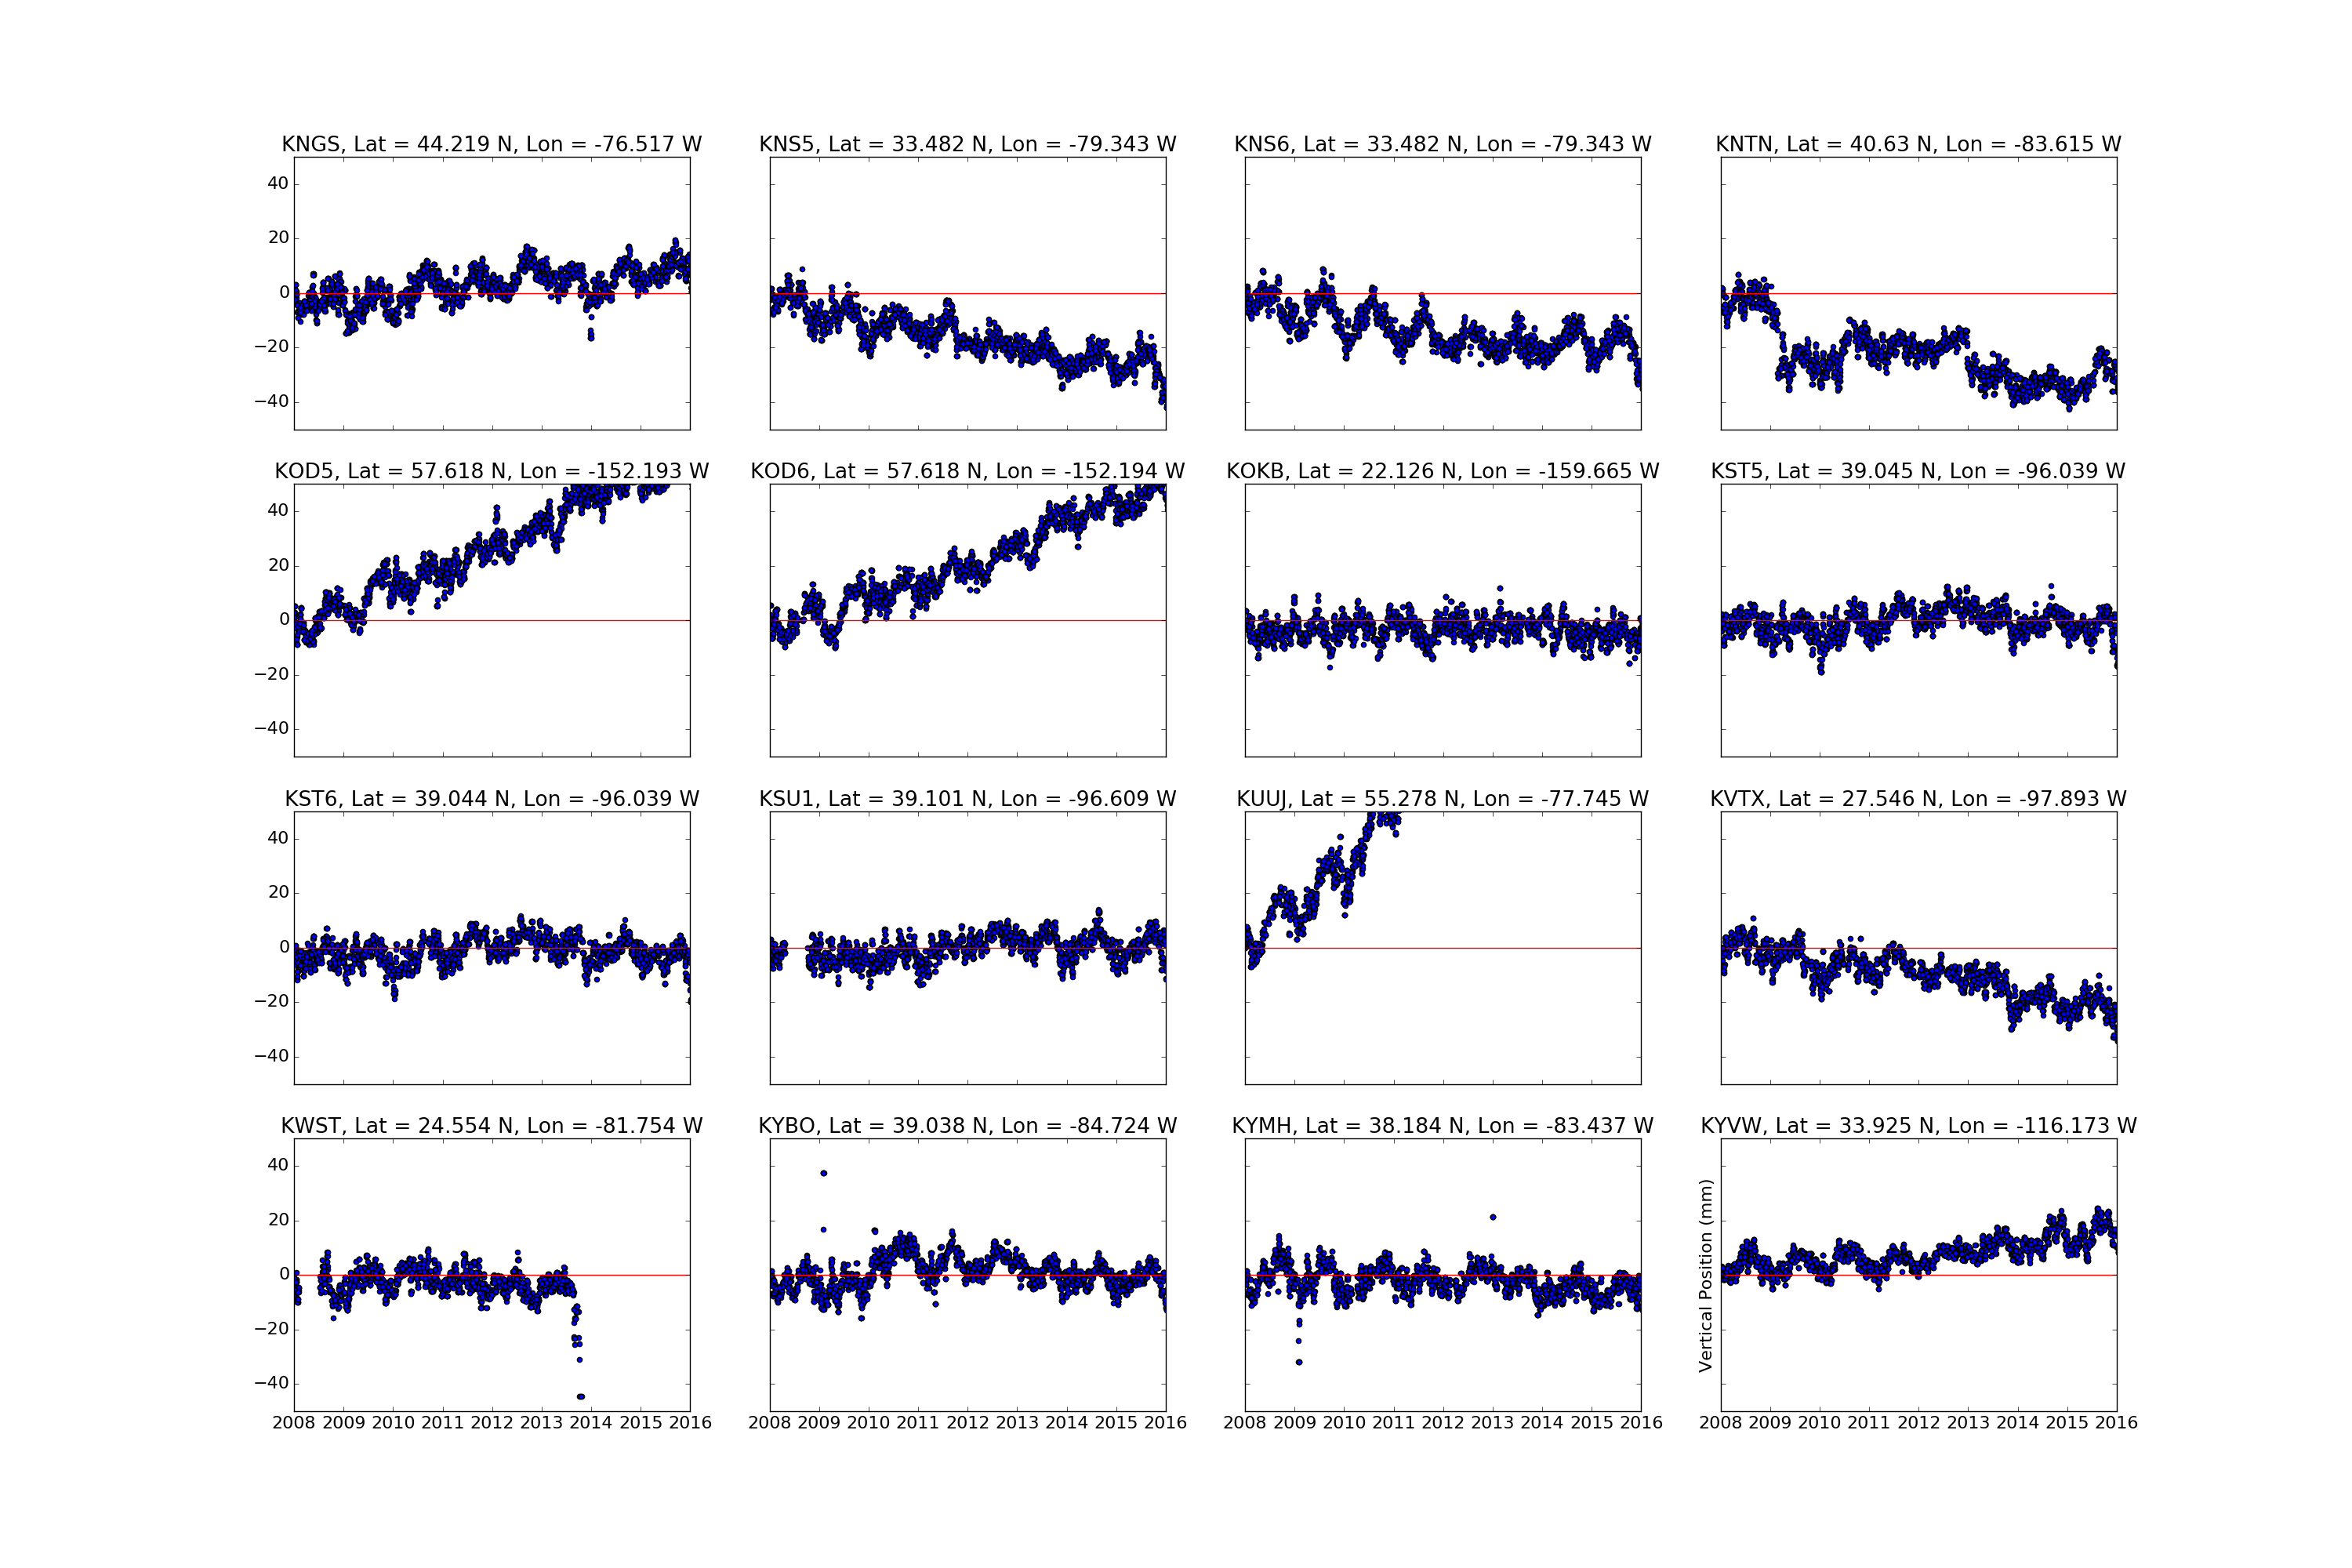 KNGS, Lat = 44.219 N, Lon = -76.517 W
KNS5, Lat = 33.482 N, Lon = -79.343 W
KNS6, Lat = 33.482 N, Lon = -79.343 W
KNTN, Lat = 40.63 N, Lon = -83.615 W
40
20
0
−20
−40
KOD5, Lat = 57.618 N, Lon = -152.193 W
KOD6, Lat = 57.618 N, Lon = -152.194 W
KOKB, Lat = 22.126 N, Lon = -159.665 W
KST5, Lat = 39.045 N, Lon = -96.039 W
40
20
0
−20
−40
KST6, Lat = 39.044 N, Lon = -96.039 W
KSU1, Lat = 39.101 N, Lon = -96.609 W
KUUJ, Lat = 55.278 N, Lon = -77.745 W
KVTX, Lat = 27.546 N, Lon = -97.893 W
40
20
0
−20
−40
KWST, Lat = 24.554 N, Lon = -81.754 W
KYBO, Lat = 39.038 N, Lon = -84.724 W
KYMH, Lat = 38.184 N, Lon = -83.437 W
KYVW, Lat = 33.925 N, Lon = -116.173 W
40
20
0
−20
−40
Vertical Position (mm)
2008 2009 2010 2011 2012 2013 2014 2015 2016
2008 2009 2010 2011 2012 2013 2014 2015 2016
2008 2009 2010 2011 2012 2013 2014 2015 2016
2008 2009 2010 2011 2012 2013 2014 2015 2016